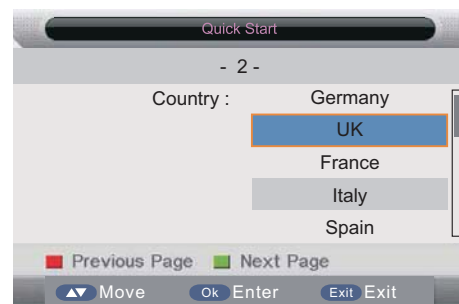 Quick Start
- 2 -
Country : Germany
UK
France
Italy
Spain
Previous Page Next Page
Move Ok Enter Exit Exit